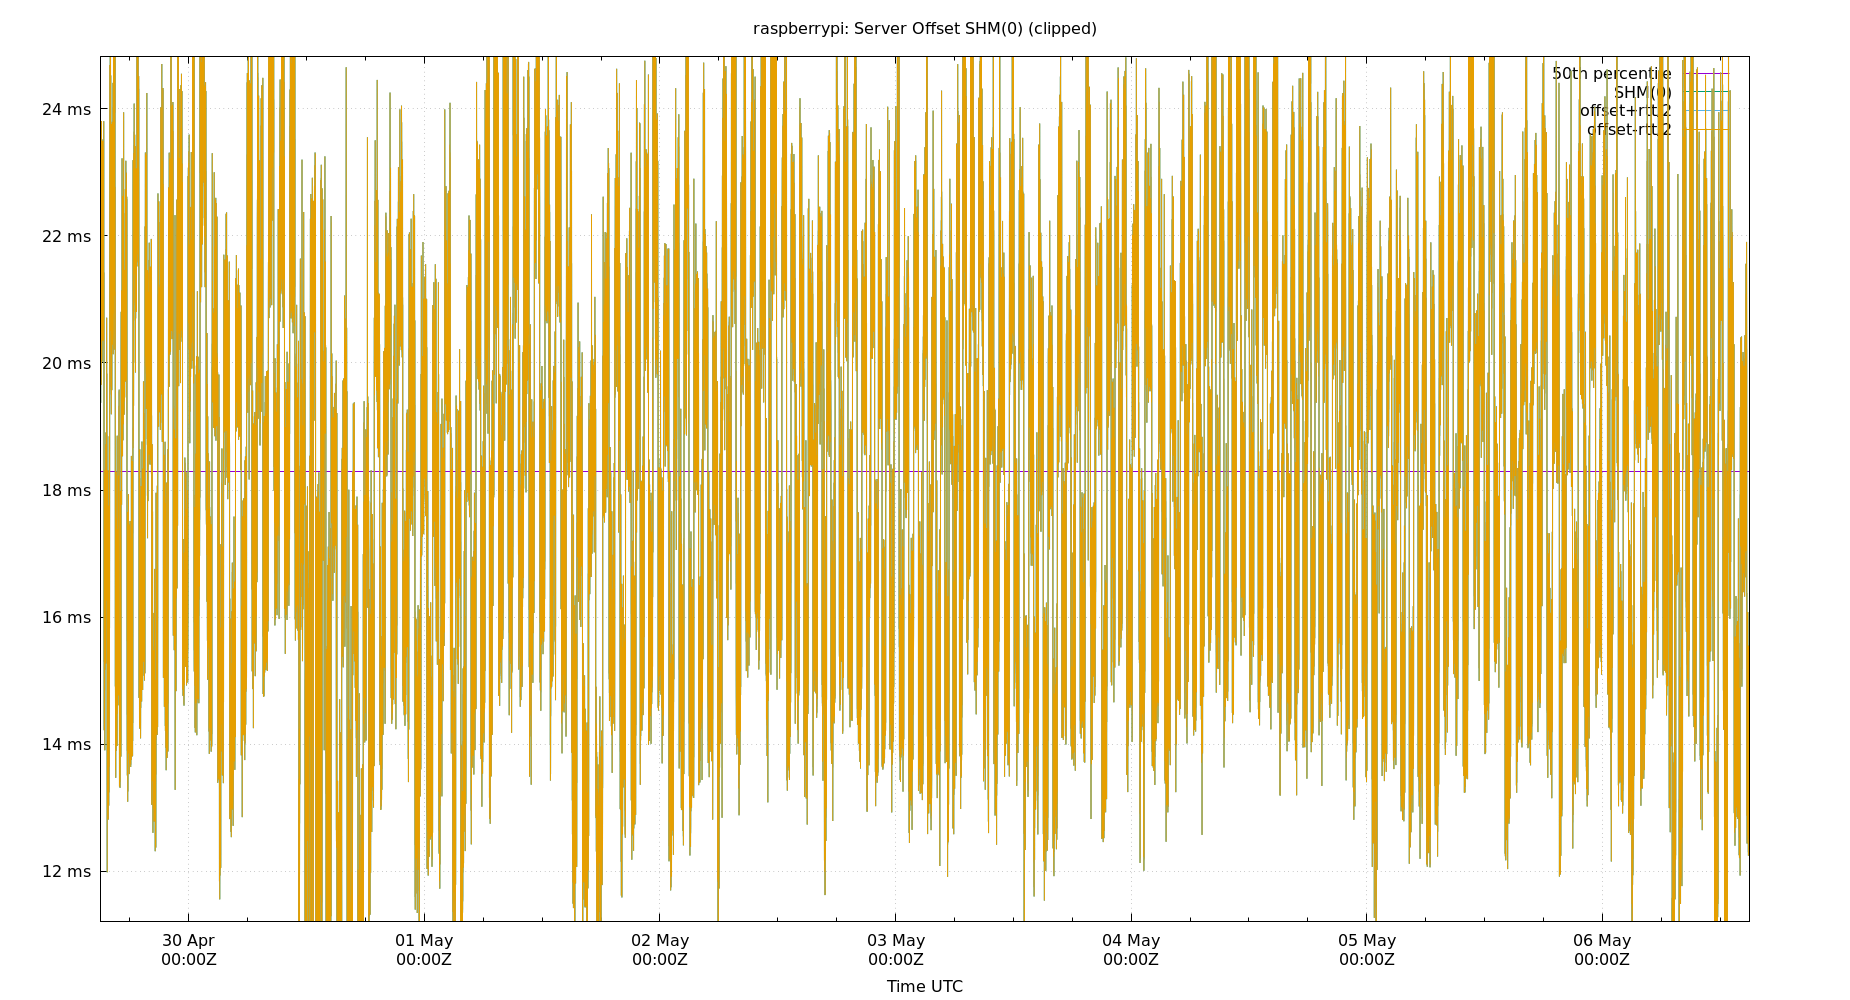 raspberrypi: Server Offset SHM(0) (clipped)
50th percentile
SHM(0)
offset+rtt/2
offset-rtt/2
24 ms
22 ms
20 ms
18 ms
16 ms
14 ms
12 ms
30 Apr 01 May 02 May 03 May 04 May 05 May 06 May
00:00Z 00:00Z 00:00Z 00:00Z 00:00Z 00:00Z 00:00Z
Time UTC